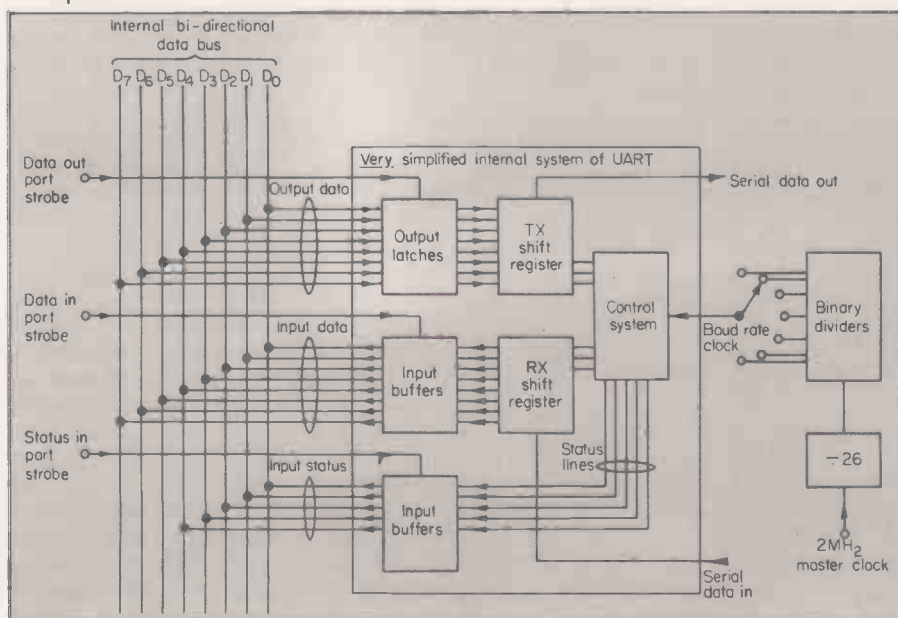 Internal bi-directional
data bus
D7 D6 D5 D4 D3 D2 D1 D0
Very simplified internal system of UART
Data out
port
strobe
Output data
Serial data out
Output
latches
TX
shift
register
Data in
port
strobe
Input data
Control
system
Baud rate
clock
Binary
dividers
Input
buffers
RX
shift
register
Status in
port
strobe
Input status
Status
lines
Input
buffers
-26
2MHz
master clock
Serial
data in